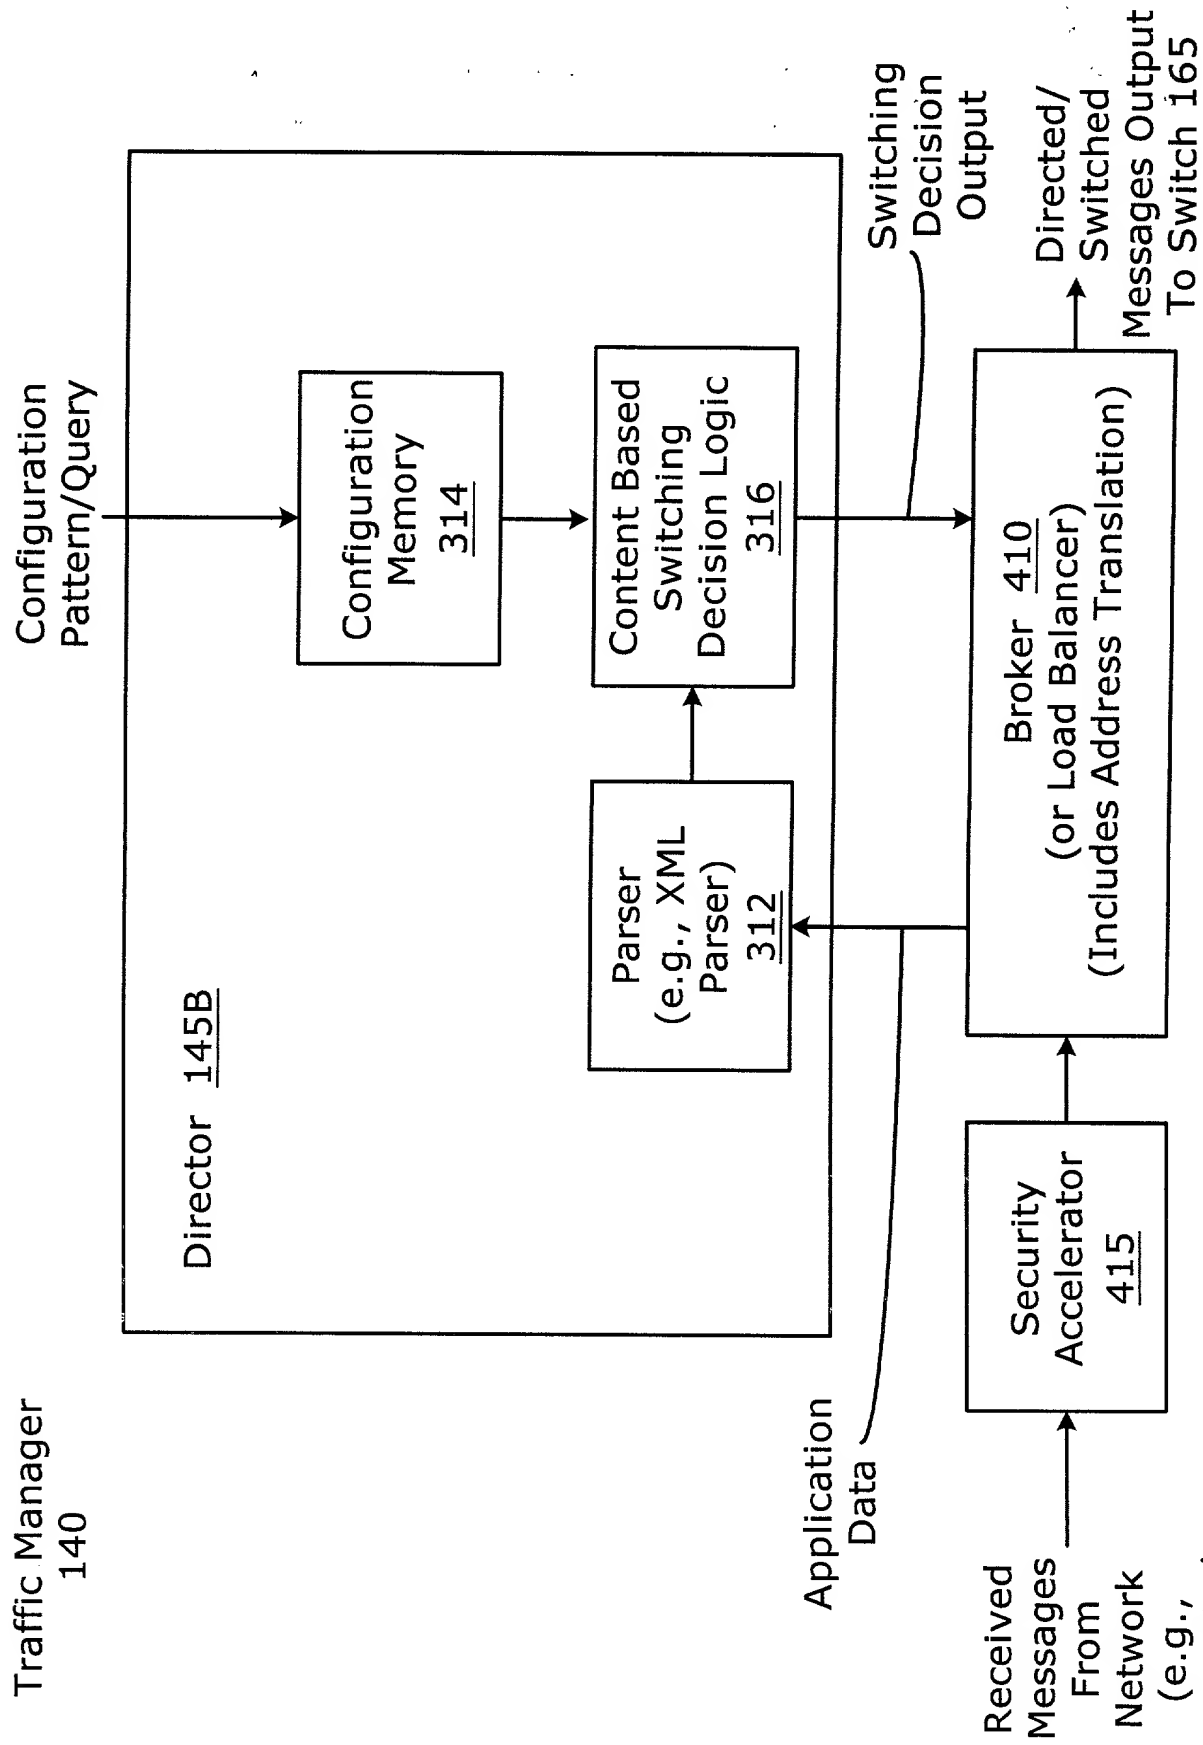 Traffic Manager
140
Configuration
Pattern/Query
Director 145B
Configuration
Memory
314
Parser
(e.g., XML
Parser)
312
Content Based
Switching
Decision Logic
316
Application
Data
Switching
Decision
Output
Received
Messages
From
Network
(e.g.,
Security
Accelerator
415
Broker 410
(or Load Balancer)
(Includes Address Translation)
Directed/
Switched
Messages Output
To Switch 165